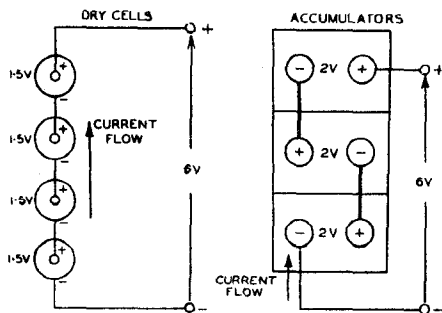 DRY CELLS
+
1·5V
+
−
CURRENT
FLOW
1·5V
+
−
6V
1·5V
+
−
1·5V
+
−
−
ACCUMULATORS
− 2V +
+
+ 2V −
6V
− 2V +
CURRENT
FLOW
−